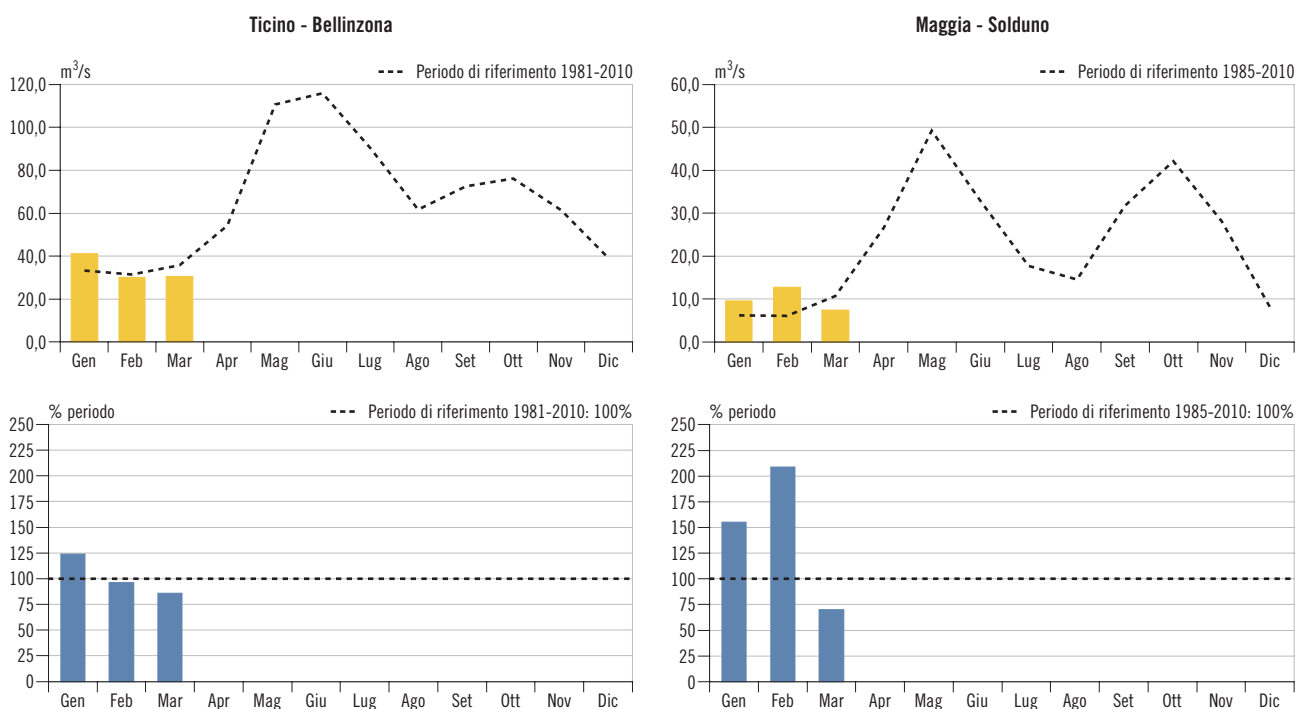 Ticino - Bellinzona
m³/s
Periodo di riferimento 1981-2010
120,0
100,0
80,0
60.0
40,0
20,0
0,0
Gen Feb Mar Apr Mag Giu Lug Ago Set Ott Nov Dic
Maggia - Solduno
m³/s
Periodo di riferimento 1985-2010
60,0
50,0
40,0
30,0
20,0
10,0
0,0
Gen Feb Mar Apr Mag Giu Lug Ago Set Ott Nov Dic
% periodo
Periodo di riferimento 1981-2010: 100%
250
225
200
175
150
125
100
75
50
25
0
Gen Feb Mar Apr Mag Giu Lug Ago Set Ott Nov Dic
% periodo
Periodo di riferimento 1985-2010: 100%
250
225
200
175
150
125
100
75
50
25
0
Gen Feb Mar Apr Mag Giu Lug Ago Set Ott Nov Dic